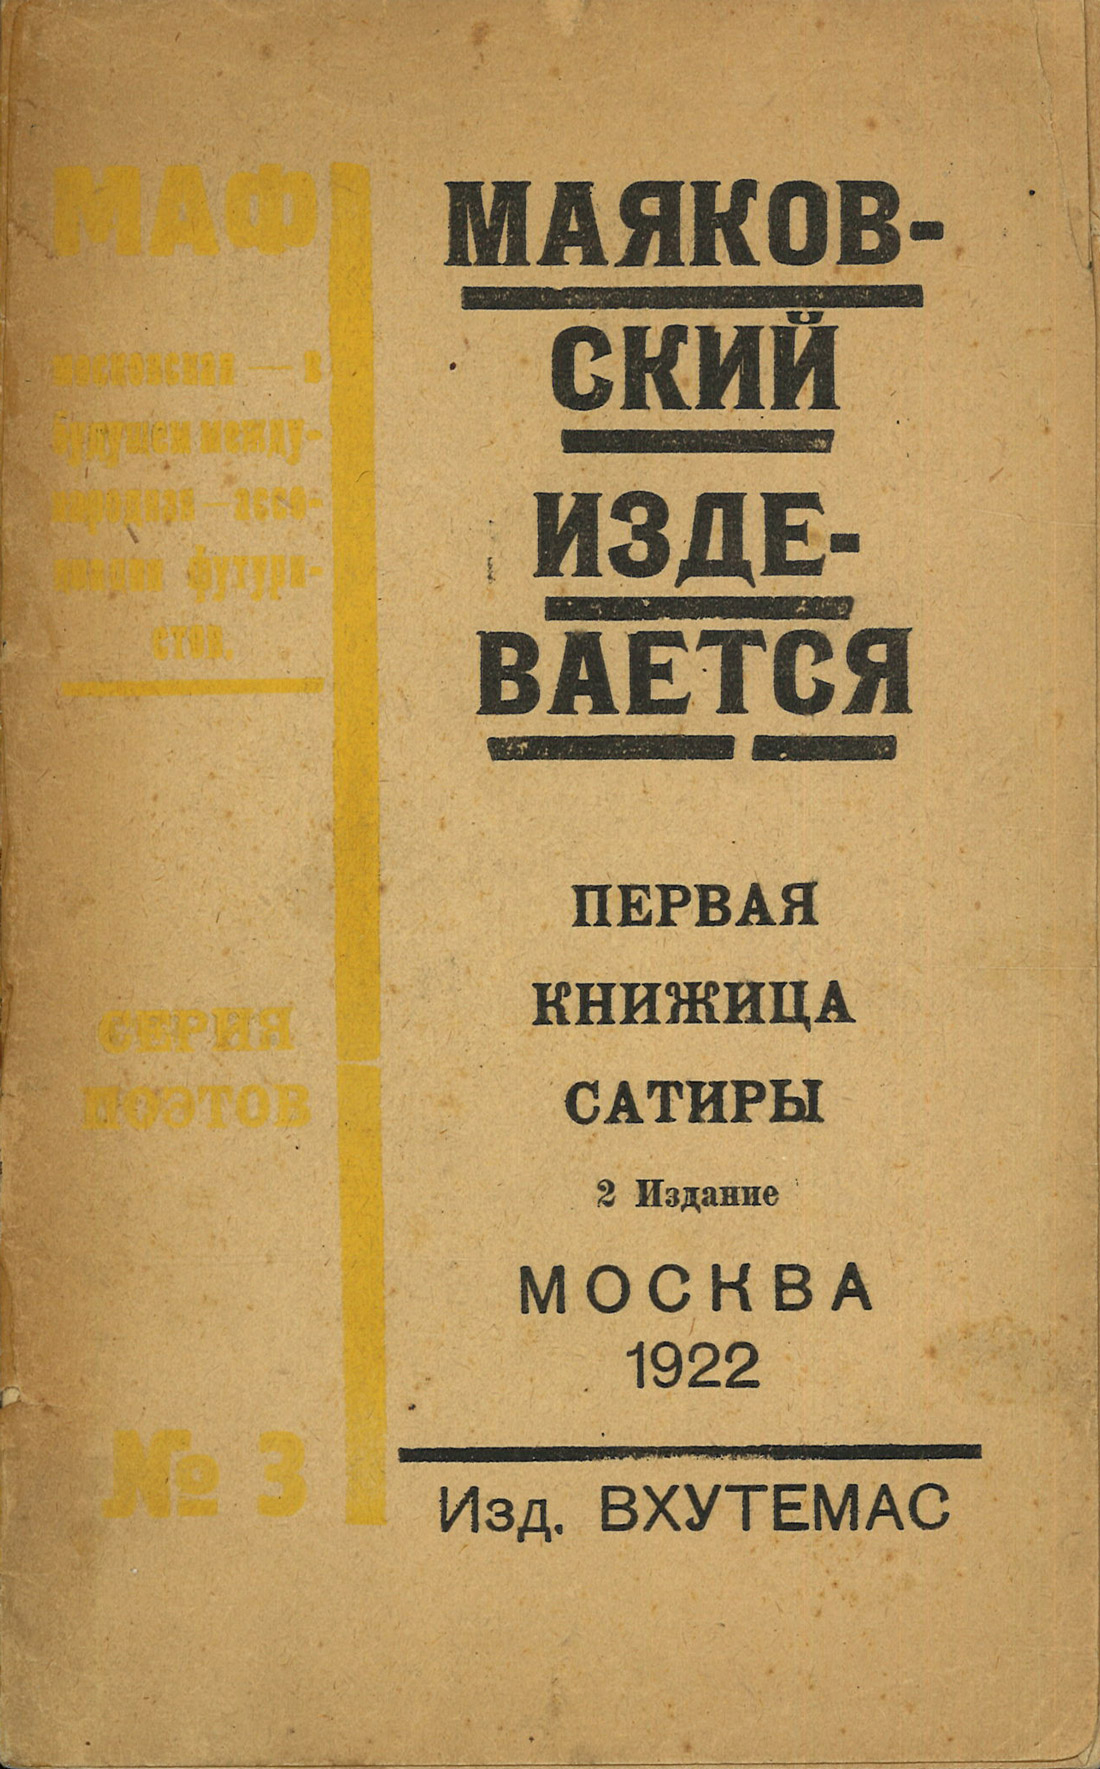 МАФ
московская — в
будущем между-
народная — ассо-
циация футури-
стов.
СЕРИЯ
ПОЭТОВ
№ 3
МАЯКОВ-
СКИЙ
ИЗДЕ-
ВАЕТСЯ
ПЕРВАЯ
КНИЖИЦА
САТИРЫ
2 Издание
МОСКВА
1922
Изд. ВХУТЕМАС